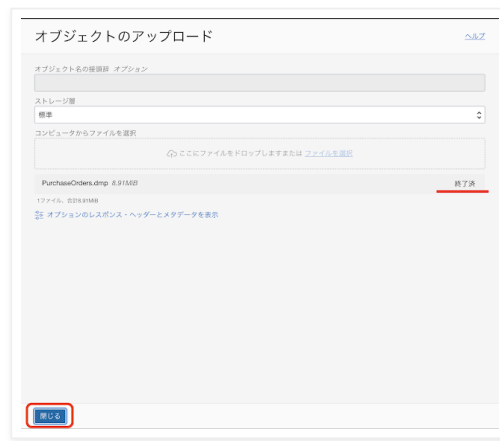 オブジェクトのアップロード
ヘルプ
オブジェクト名の接頭辞 オプション
ストレージ層
標準
コンピュータからファイルを選択
ここにファイルをドロップしますまたは ファイルを選択
PurchaseOrders.dmp 8.91MiB
終了済
1ファイル、合計8.91MiB
オプションのレスポンス・ヘッダーとメタデータを表示
閉じる